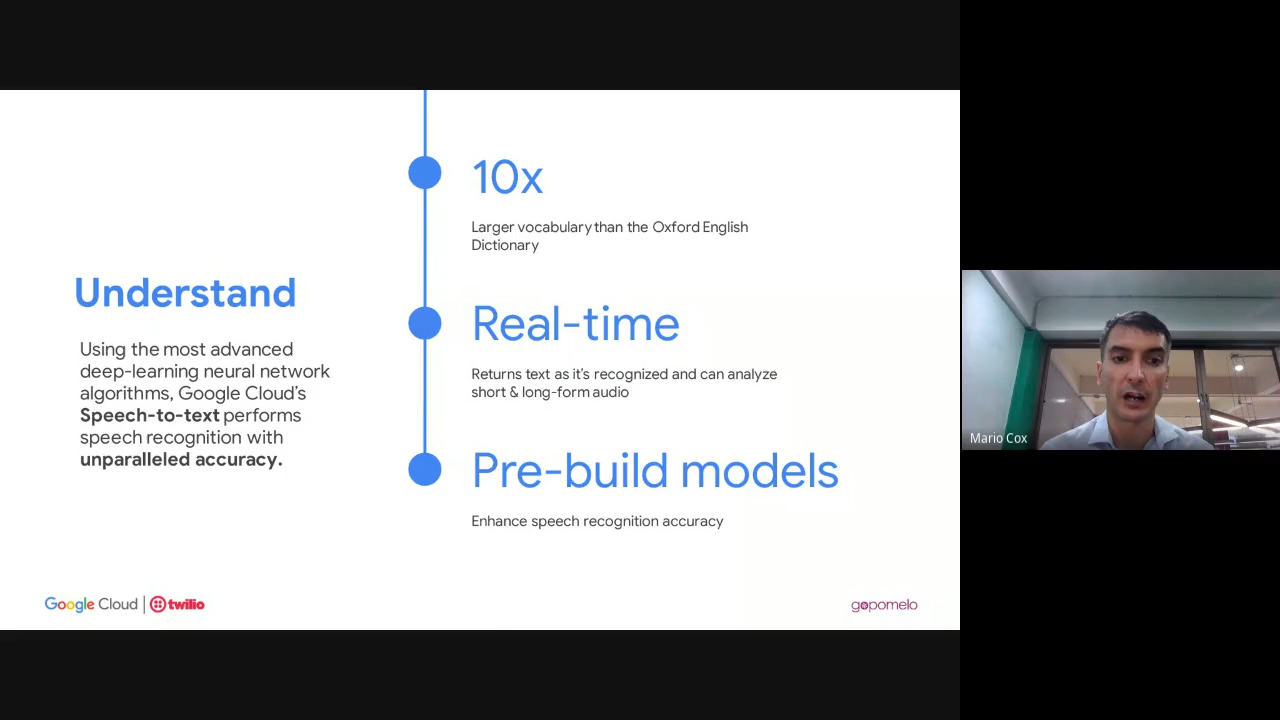 Understand
Using the most advanced
deep-learning neural network
algorithms, Google Cloud's
Speech-to-text performs
speech recognition with
unparalleled accuracy.
10x
Larger vocabulary than the Oxford English
Dictionary
Real-time
Returns text as it's recognized and can analyze
short & long-form audio
Pre-build models
Enhance speech recognition accuracy
Google Cloud | twilio
gopomelo
Mario Cox